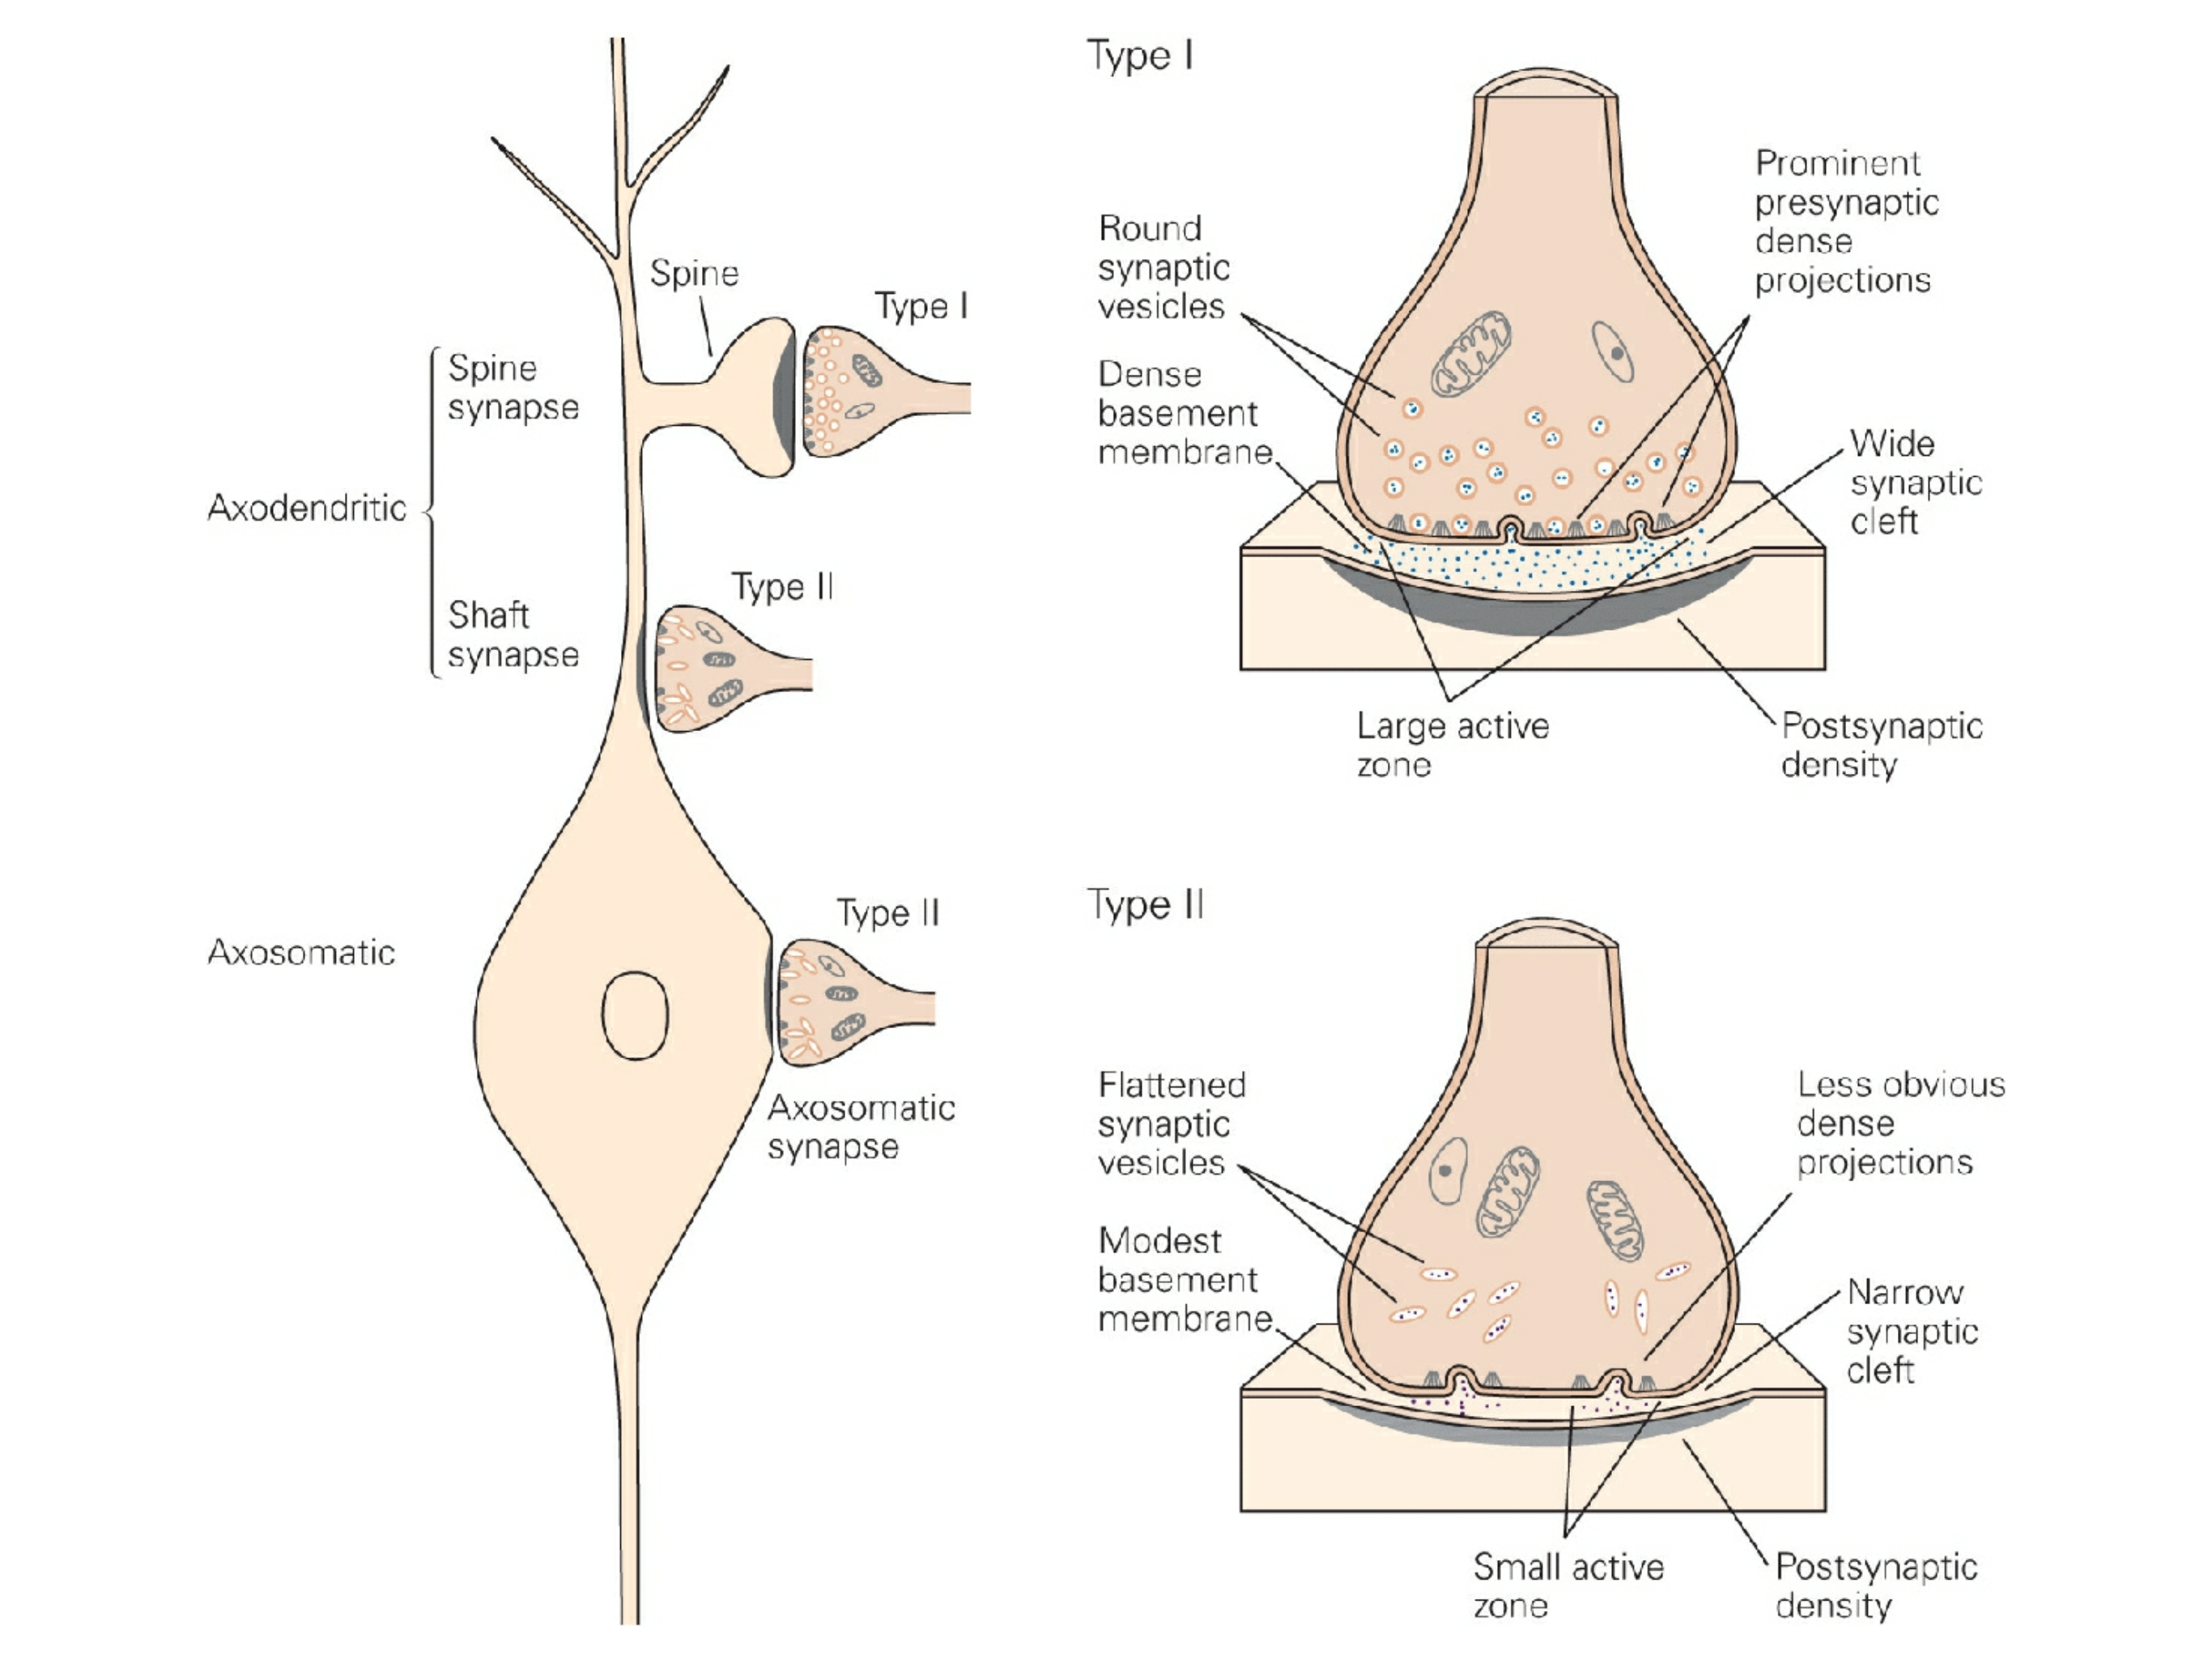 Spine
Type I
Spine
synapse
Axodendritic
Type II
Shaft
synapse
Type II
Axosomatic
Axosomatic
synapse
Type I
Prominent
presynaptic
dense
projections
Round
synaptic
vesicles
Dense
basement
membrane
Wide
synaptic
cleft
Large active
zone
Postsynaptic
density
Type II
Flattened
synaptic
vesicles
Less obvious
dense
projections
Modest
basement
membrane
Narrow
synaptic
cleft
Small active
zone
Postsynaptic
density